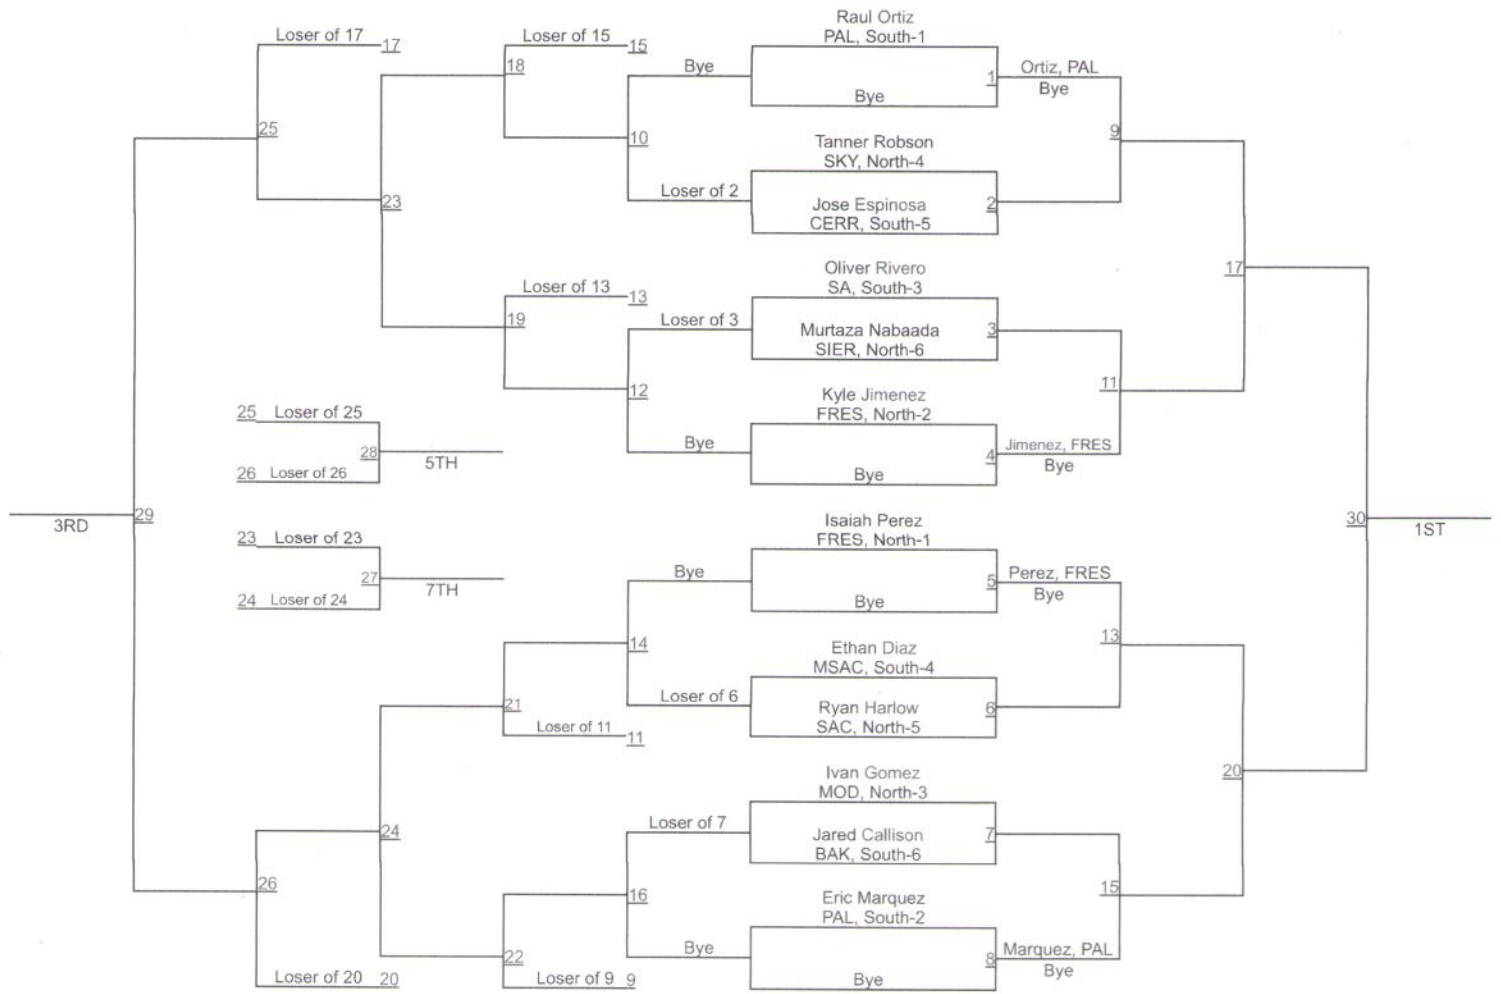 Raul Ortiz
PAL, South-1
Loser of 17
17
Loser of 15
15
18
Bye
1
Ortiz, PAL
Bye
Bye
25
10
9
Tanner Robson
SKY, North-4
Loser of 2
23
Jose Espinosa
2
CERR, South-5
Oliver Rivero
17
SA, South-3
Loser of 13
13
19
Loser of 3
Murtaza Nabaada
3
SIER, North-6
12
11
Kyle Jimenez
25
Loser of 25
FRES, North-2
Bye
Jimenez, FRES
28
5TH
4
Bye
26
Loser of 26
Bye
29
3RD
Isaiah Perez
30
1ST
23
Loser of 23
FRES, North-1
Bye
Perez, FRES
27
7TH
5
Bye
24
Loser of 24
Bye
14
13
Ethan Diaz
MSAC, South-4
Loser of 6
21
Ryan Harlow
6
SAC, North-5
Loser of 11
11
Ivan Gomez
20
MOD, North-3
Loser of 7
24
Jared Callison
7
BAK, South-6
26
16
15
Eric Marquez
PAL, South-2
Bye
Marquez, PAL
22
8
Bye
Loser of 20
20
Loser of 9
9
Bye